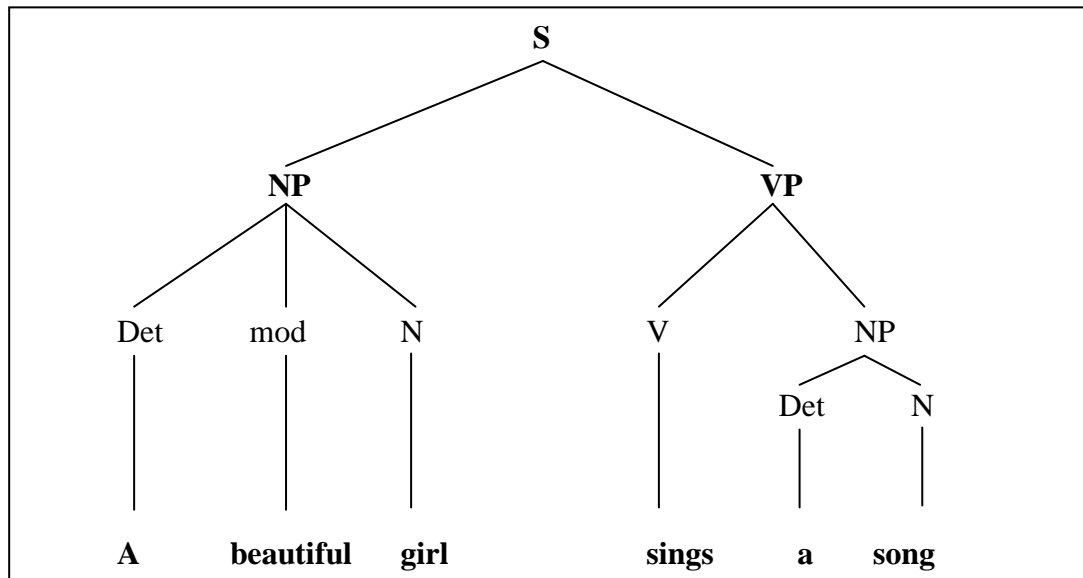 S
NP VP
Det mod N V NP
Det N
A beautiful girl sings a song